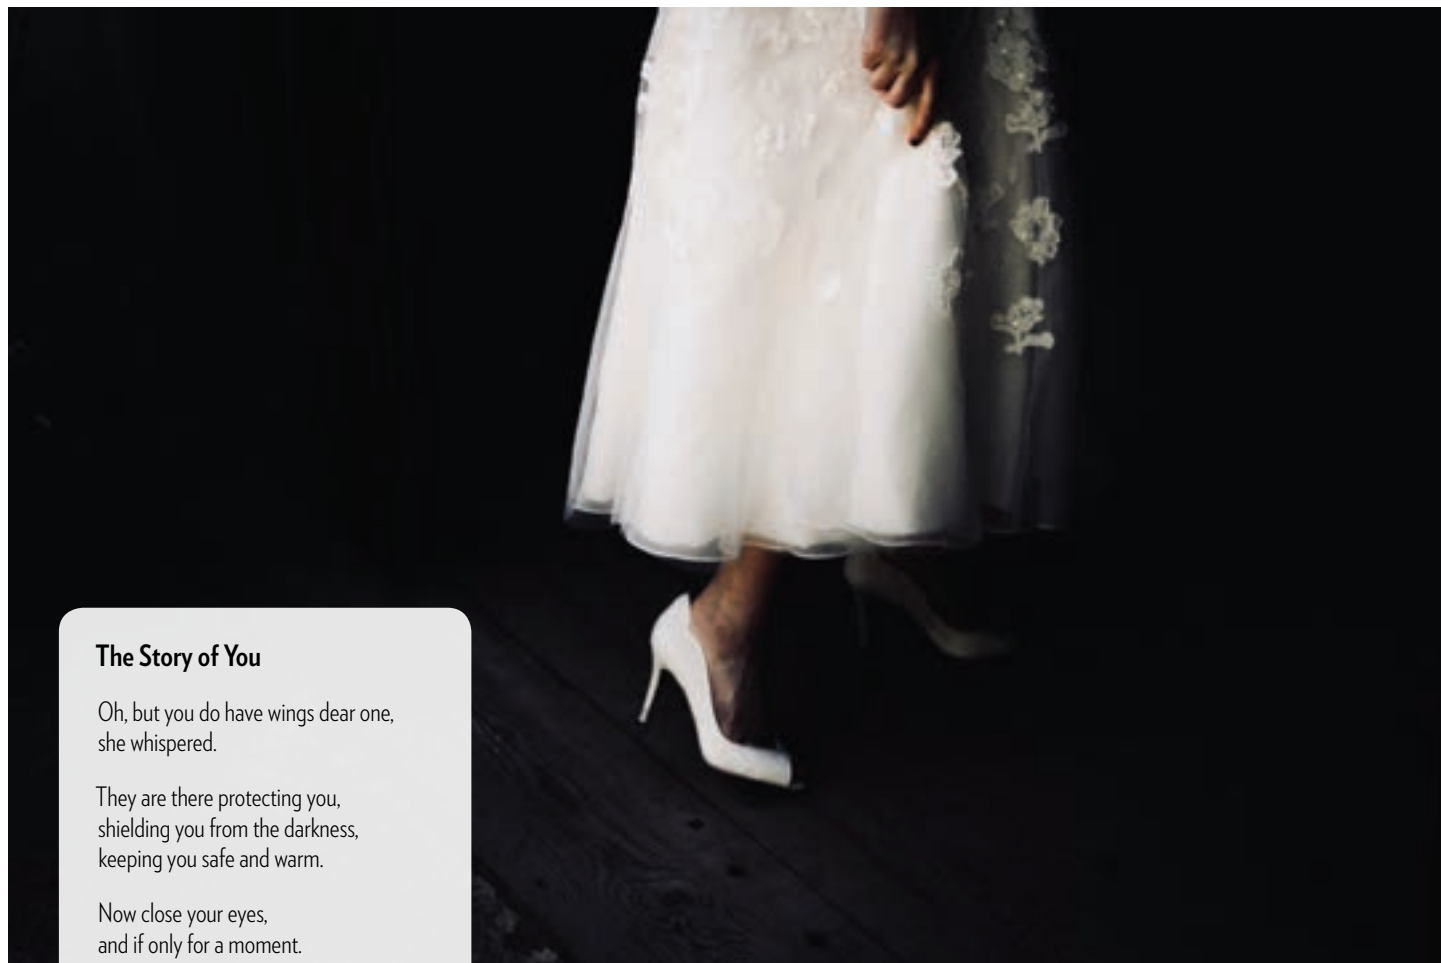 The Story of You
Oh, but you do have wings dear one,
she whispered.
They are there protecting you,
shielding you from the darkness,
keeping you safe and warm.
Now close your eyes,
and if only for a moment.